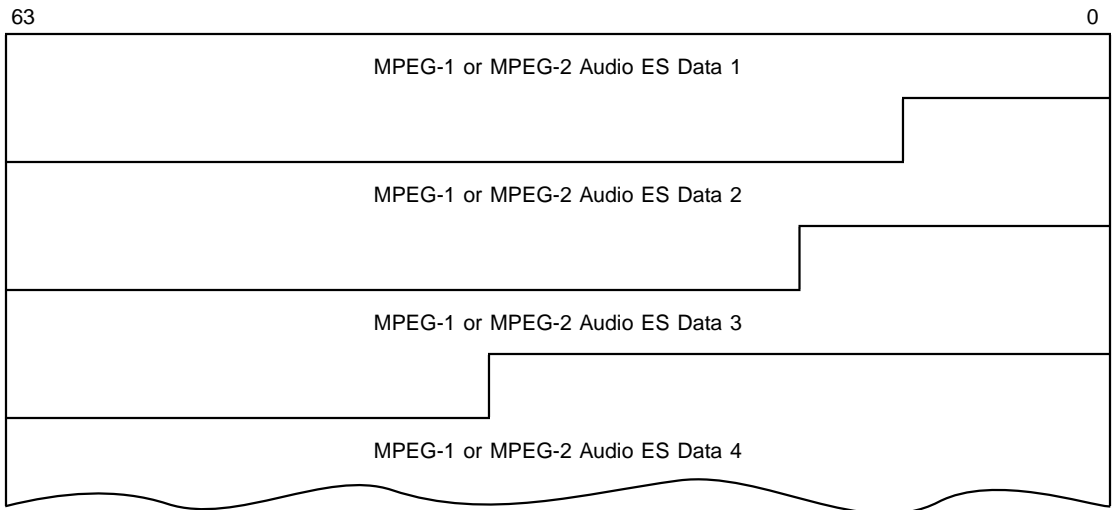 63 0
MPEG-1 or MPEG-2 Audio ES Data 1
MPEG-1 or MPEG-2 Audio ES Data 2
MPEG-1 or MPEG-2 Audio ES Data 3
MPEG-1 or MPEG-2 Audio ES Data 4